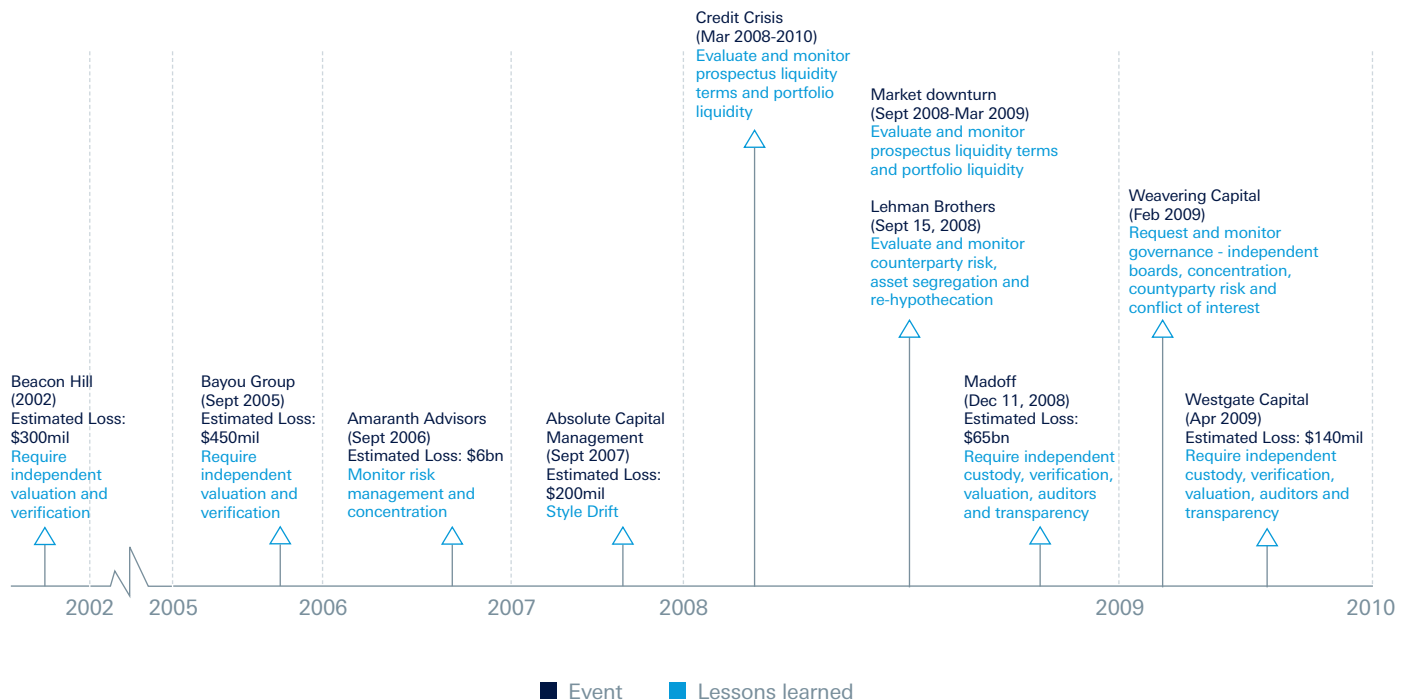 Credit Crisis
(Mar 2008-2010)
Evaluate and monitor
prospectus liquidity
terms and portfolio
liquidity
Market downturn
(Sept 2008-Mar 2009)
Evaluate and monitor
prospectus liquidity terms
and portfolio liquidity
Lehman Brothers
(Sept 15, 2008)
Evaluate and monitor
counterparty risk,
asset segregation and
re-hypothecation
Weavering Capital
(Feb 2009)
Request and monitor
governance - independent
boards, concentration,
countyparty risk and
conflict of interest
Beacon Hill
(2002)
Estimated Loss:
$300mil
Require
independent
valuation and
verification
Bayou Group
(Sept 2005)
Estimated Loss:
$450mil
Require
independent
valuation and
verification
Amaranth Advisors
(Sept 2006)
Estimated Loss: $6bn
Monitor risk
management and
concentration
Absolute Capital
Management
(Sept 2007)
Estimated Loss:
$200mil
Style Drift
Madoff
(Dec 11, 2008)
Estimated Loss:
$65bn
Require independent
custody, verification,
valuation, auditors
and transparency
Westgate Capital
(Apr 2009)
Estimated Loss: $140mil
Require independent
custody, verification,
valuation, auditors and
transparency
2002 2005 2006 2007 2008 2009 2010
Event Lessons learned